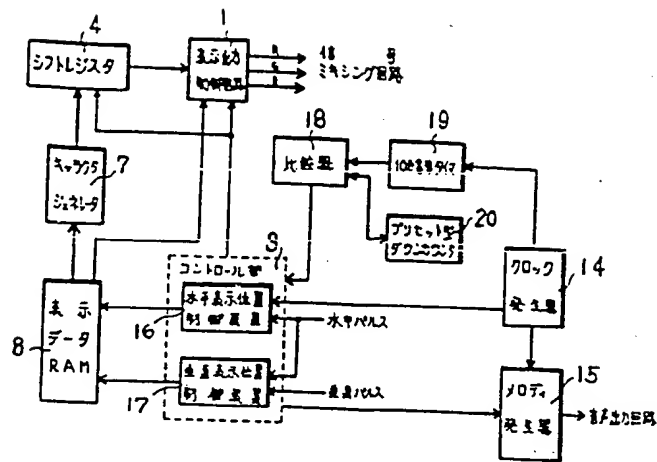 4
シフトレジスタ
1
表示出力
制御回路
R
G
B
信号
ミキシング回路
18
比較器
19
10進基準タイマ
キャラクタ
ジェネレータ
7
プリセット型
ダウンカウンタ
20
S
コントロール部
クロック
発生器
14
表示
データ
RAM
8
水平表示位置
制御装置
16
水平パルス
垂直表示位置
制御装置
17
垂直パルス
メロディ
発生器
15
音声出力回路